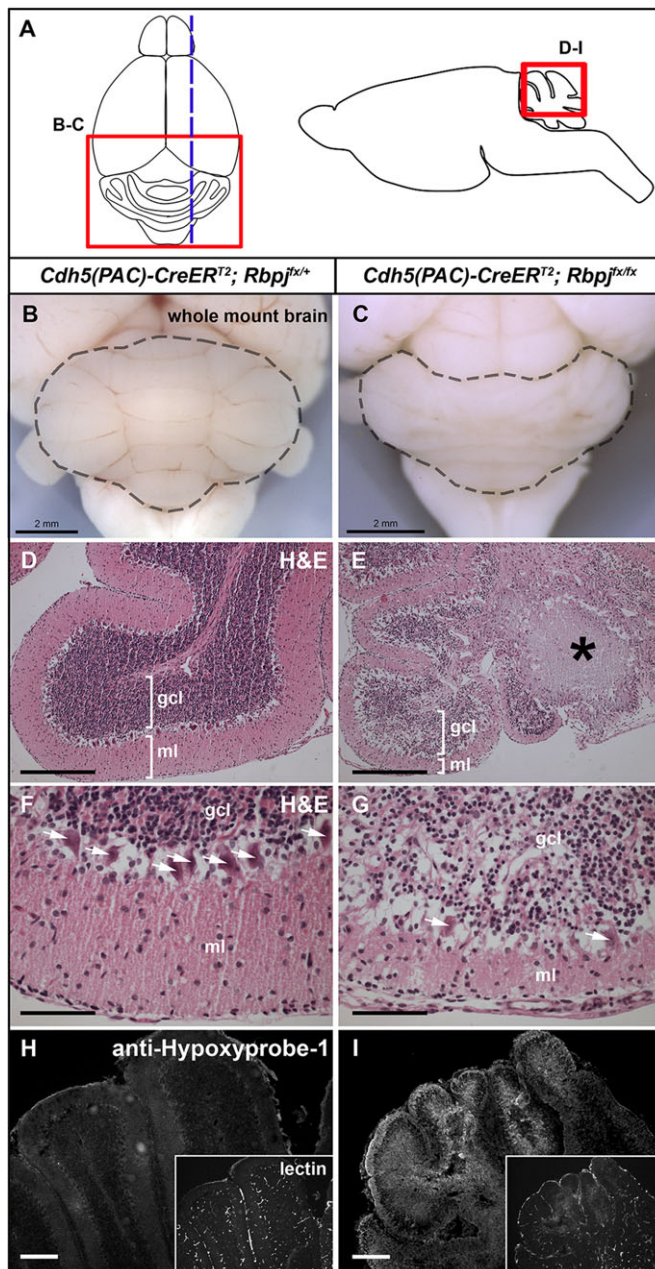 A
B-C
D-I
Cdh5(PAC)-CreERT2; Rbpjfx/+
Cdh5(PAC)-CreERT2; Rbpjfx/fx
B
whole mount brain
2 mm
C
2 mm
D
H&E
gcl
ml
E
*
gcl
ml
F
H&E
gcl
ml
G
gcl
ml
H
anti-Hypoxyprobe-1
lectin
I